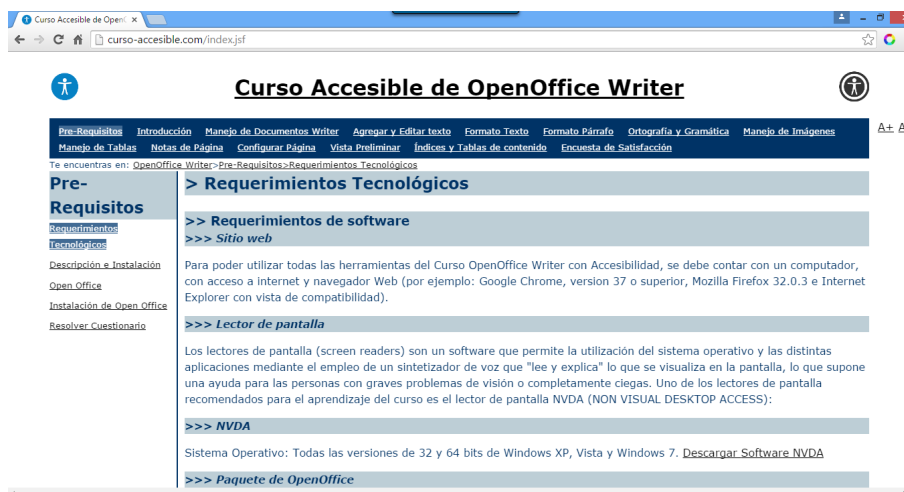 Curso Accesible de Open
curso-accesible.com/index.jsf
Curso Accesible de OpenOffice Writer
Pre-Requisitos Introducción Manejo de Documentos Writer Agregar y Editar texto Formato Texto Formato Párrafo Ortografía y Gramática Manejo de Imágenes
A+ A
Manejo de Tablas Notas de Página Configurar Página Vista Preliminar Índices y Tablas de contenido Encuesta de Satisfacción
Te encuentras en: OpenOffice Writer>Pre-Requisitos>Requerimientos Tecnológicos
Pre-
Requisitos
Requerimientos
Tecnológicos
Descripción e Instalación
Open Office
Instalación de Open Office
Resolver Cuestionario
> Requerimientos Tecnológicos
>> Requerimientos de software
>>> Sitio web
Para poder utilizar todas las herramientas del Curso OpenOffice Writer con Accesibilidad, se debe contar con un computador,
con acceso a internet y navegador Web (por ejemplo: Google Chrome, version 37 o superior, Mozilla Firefox 32.0.3 e Internet
Explorer con vista de compatibilidad).
>>> Lector de pantalla
Los lectores de pantalla (screen readers) son un software que permite la utilización del sistema operativo y las distintas
aplicaciones mediante el empleo de un sintetizador de voz que "lee y explica" lo que se visualiza en la pantalla, lo que supone
una ayuda para las personas con graves problemas de visión o completamente ciegas. Uno de los lectores de pantalla
recomendados para el aprendizaje del curso es el lector de pantalla NVDA (NON VISUAL DESKTOP ACCESS):
>>> NVDA
Sistema Operativo: Todas las versiones de 32 y 64 bits de Windows XP, Vista y Windows 7. Descargar Software NVDA
>>> Paquete de OpenOffice